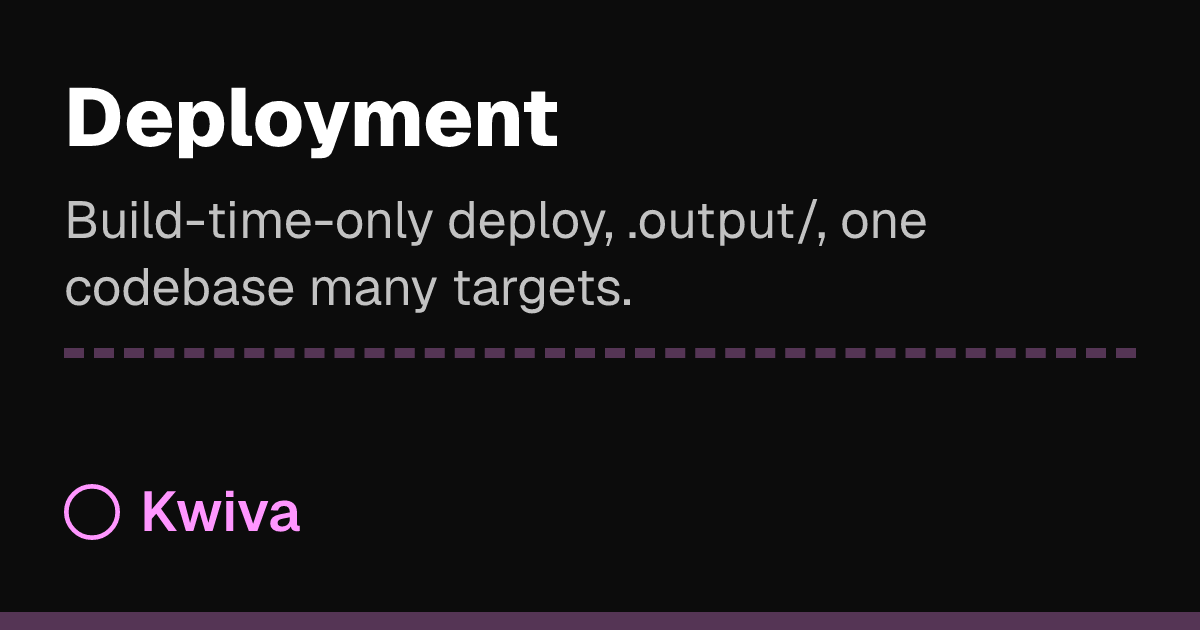 Deployment
Build-time-only deploy, .output/, one
codebase many targets.
Kwiva